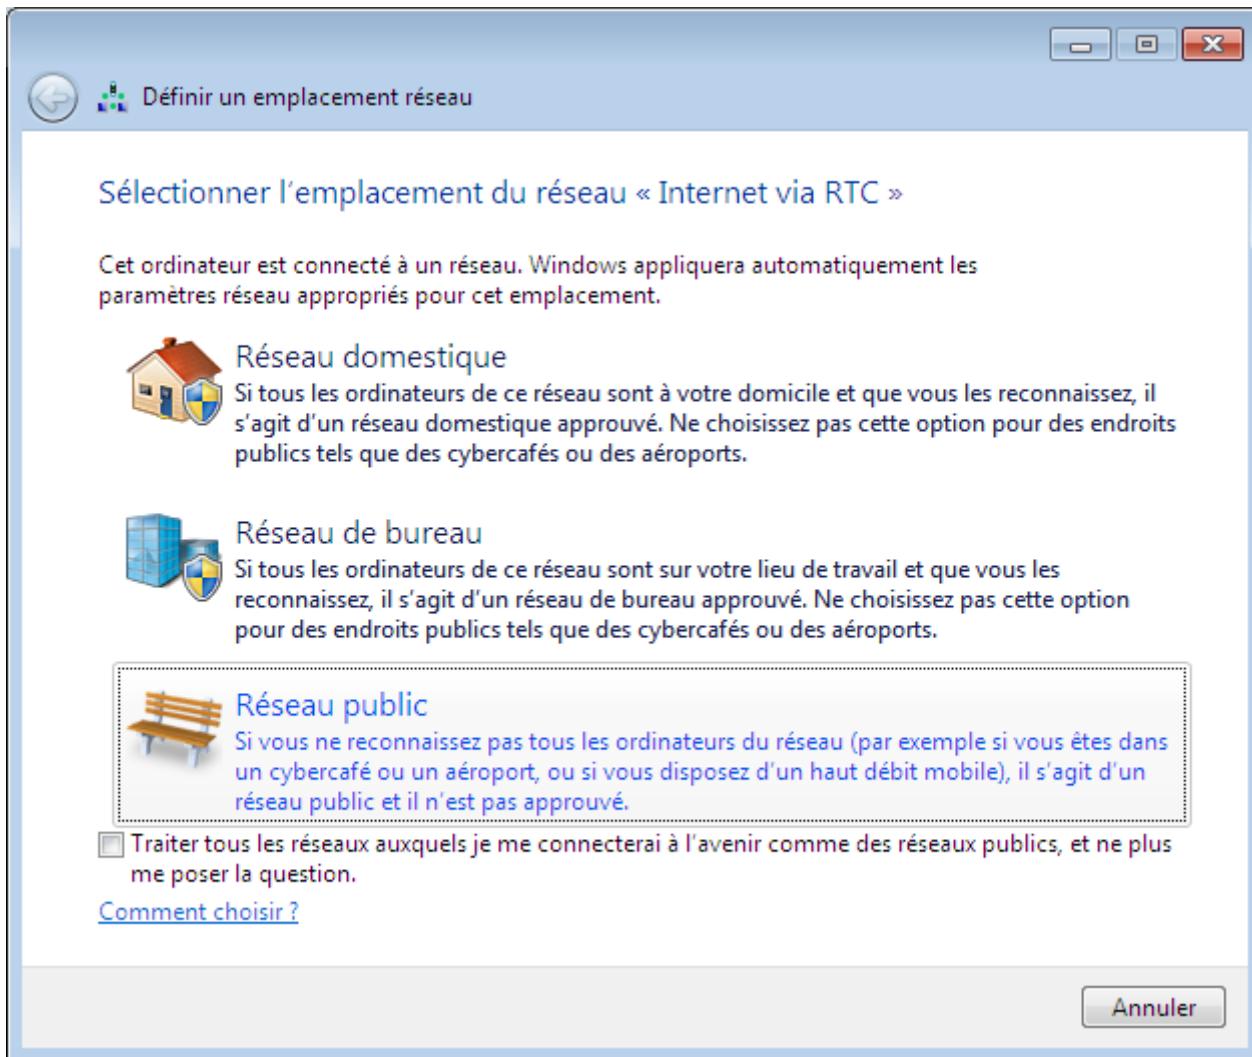 Définir un emplacement réseau
Sélectionner l’emplacement du réseau « Internet via RTC »
Cet ordinateur est connecté à un réseau. Windows appliquera automatiquement les
paramètres réseau appropriés pour cet emplacement.
Réseau domestique
Si tous les ordinateurs de ce réseau sont à votre domicile et que vous les reconnaissez, il
s’agit d’un réseau domestique approuvé. Ne choisissez pas cette option pour des endroits
publics tels que des cybercafés ou des aéroports.
Réseau de bureau
Si tous les ordinateurs de ce réseau sont sur votre lieu de travail et que vous les
reconnaissez, il s’agit d’un réseau de bureau approuvé. Ne choisissez pas cette option
pour des endroits publics tels que des cybercafés ou des aéroports.
Réseau public
Si vous ne reconnaissez pas tous les ordinateurs du réseau (par exemple si vous êtes dans
un cybercafé ou un aéroport, ou si vous disposez d’un haut débit mobile), il s’agit d’un
réseau public et il n’est pas approuvé.
Traiter tous les réseaux auxquels je me connecterai à l’avenir comme des réseaux publics, et ne plus
me poser la question.
Comment choisir ?
Annuler